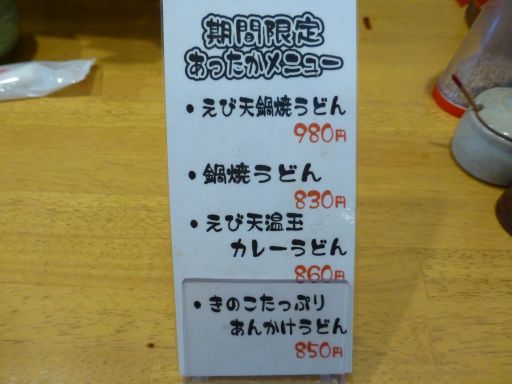 期間限定
あったかメニュー
・えび天鍋焼うどん
980円
・鍋焼うどん
830円
・えび天温玉
カレーうどん
860円
・きのこたっぷり
あんかけうどん
850円